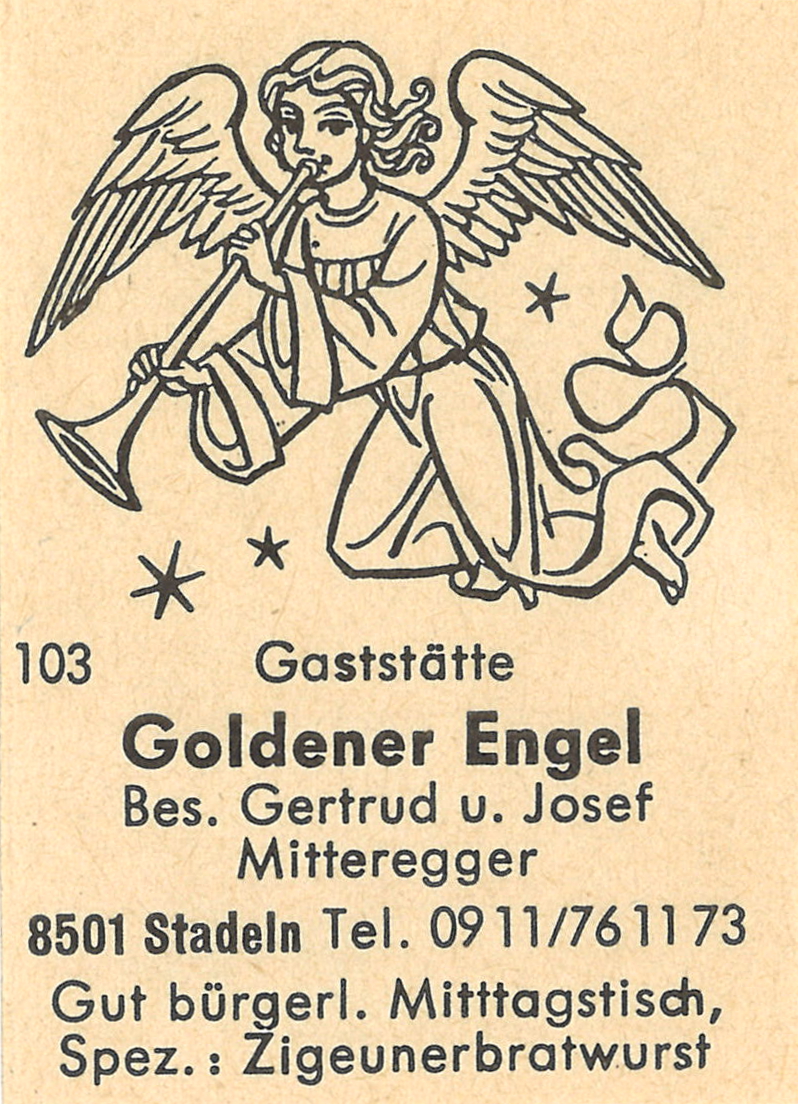 103 Gaststätte
Goldener Engel
Bes. Gertrud u. Josef
Mitteregger
8501 Stadeln Tel. 0911/761173
Gut bürgerl. Mitttagstisch,
Spez.: Zigeunerbratwurst